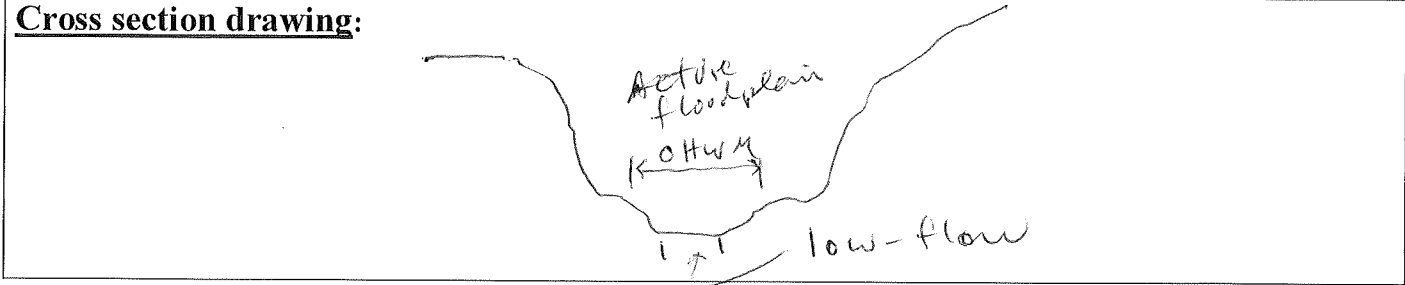 Cross section drawing:
Active
floodplain
OHWM
low-flow